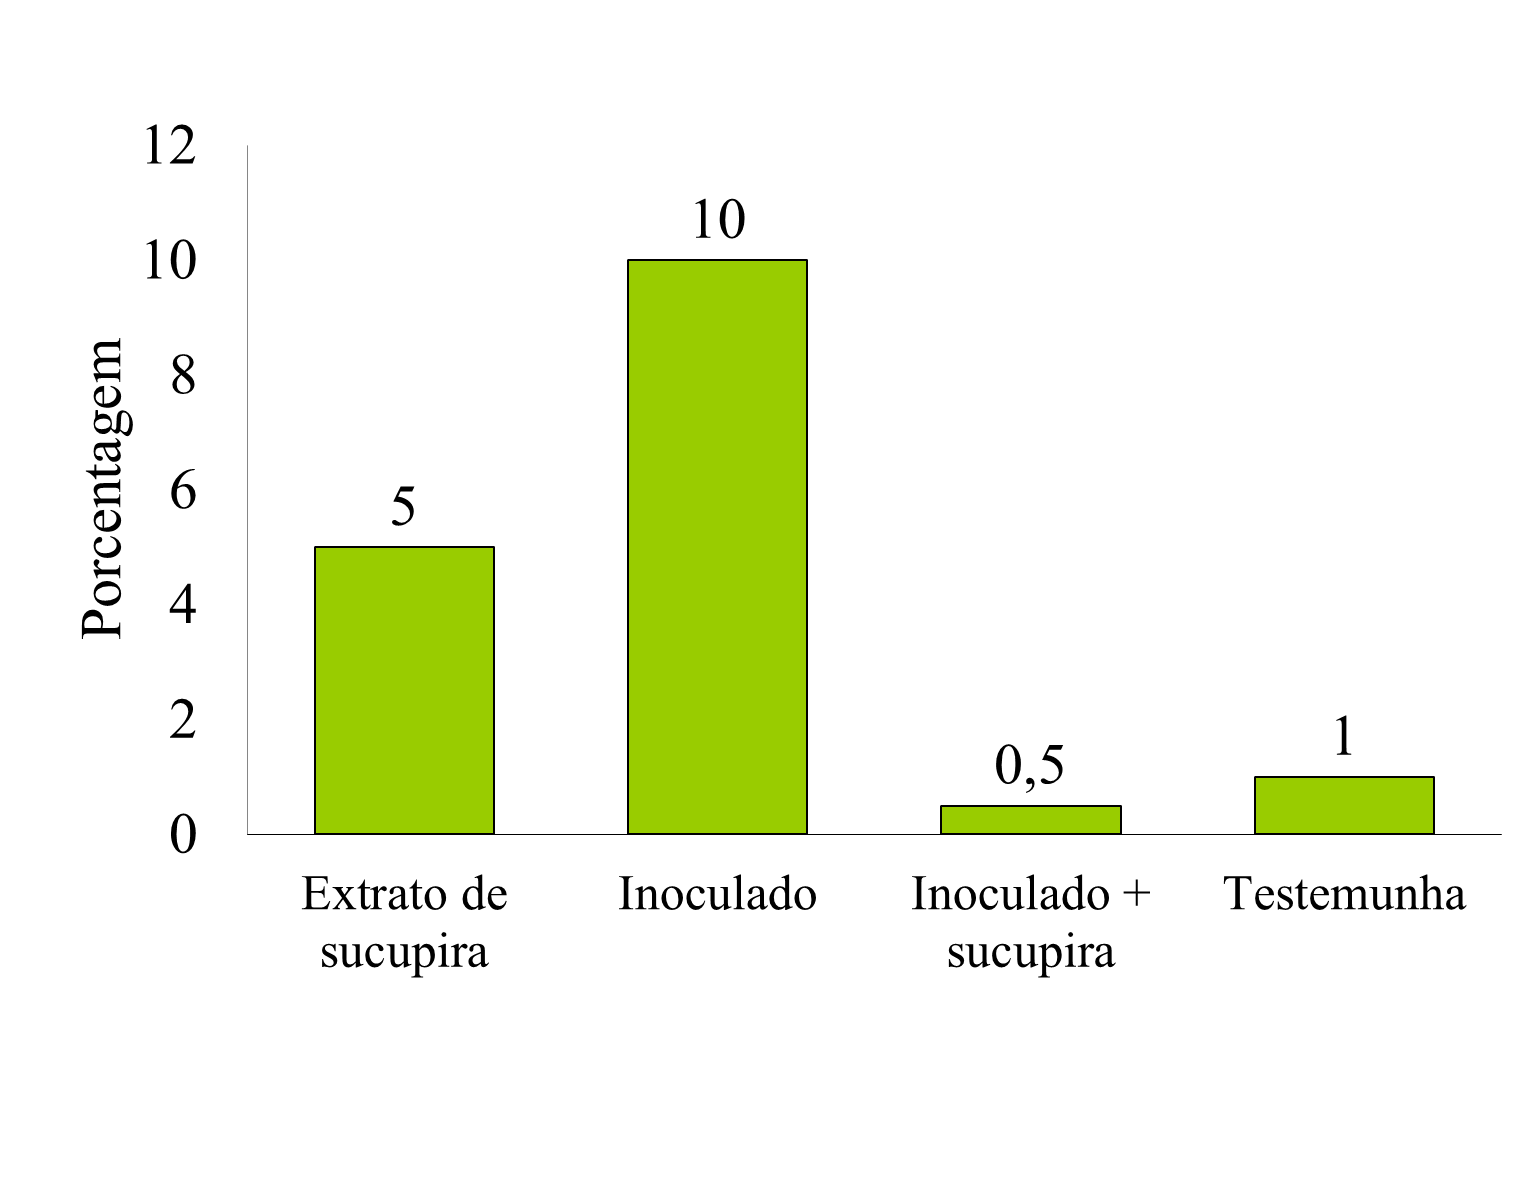 12
10
8
6
4
2
0
Porcentagem
5
10
0,5
1
Extrato de
sucupira
Inoculado
Inoculado +
sucupira
Testemunha